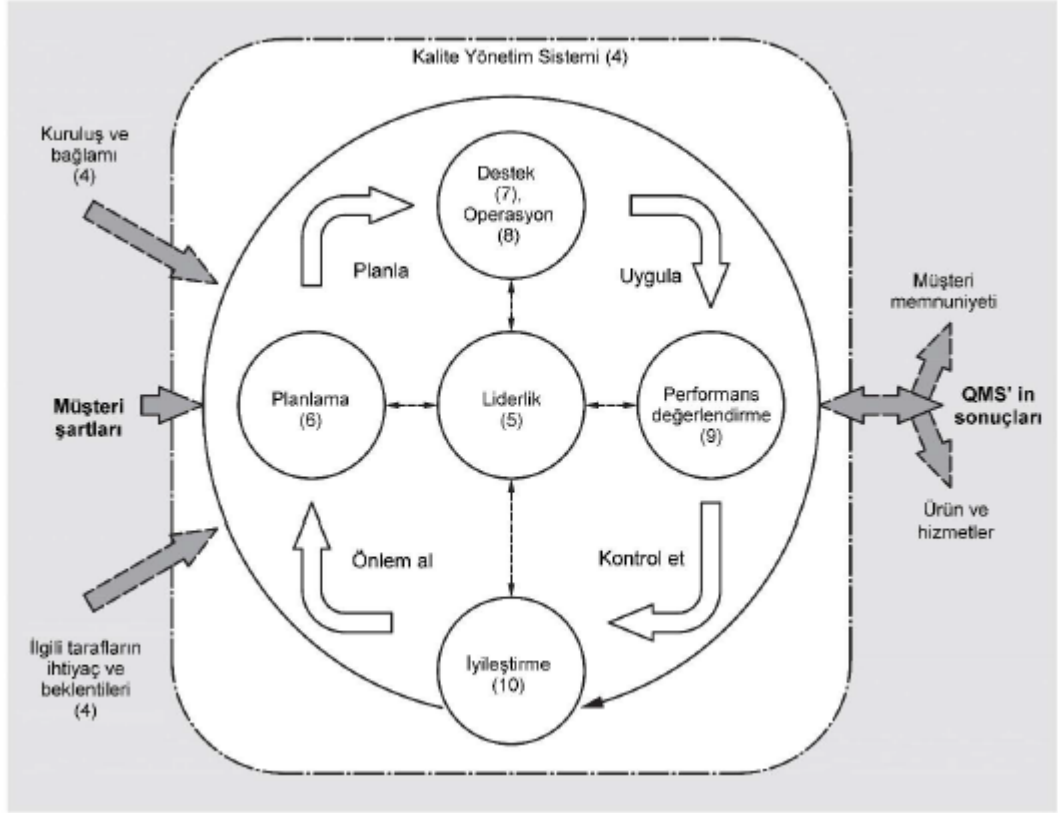 Kalite Yönetim Sistemi (4)
Kuruluş ve
bağlamı
(4)
Destek
(7),
Operasyon
(8)
Planla
Uygula
Müşteri
memnuniyeti
Müşteri
şartları
Planlama
(6)
Liderlik
(5)
Performans
değerlendirme
(9)
QMS' in
sonuçları
Ürün ve
hizmetler
Önlem al
Kontrol et
İlgili tarafların
ihtiyaç ve
beklentileri
(4)
İyileştirme
(10)